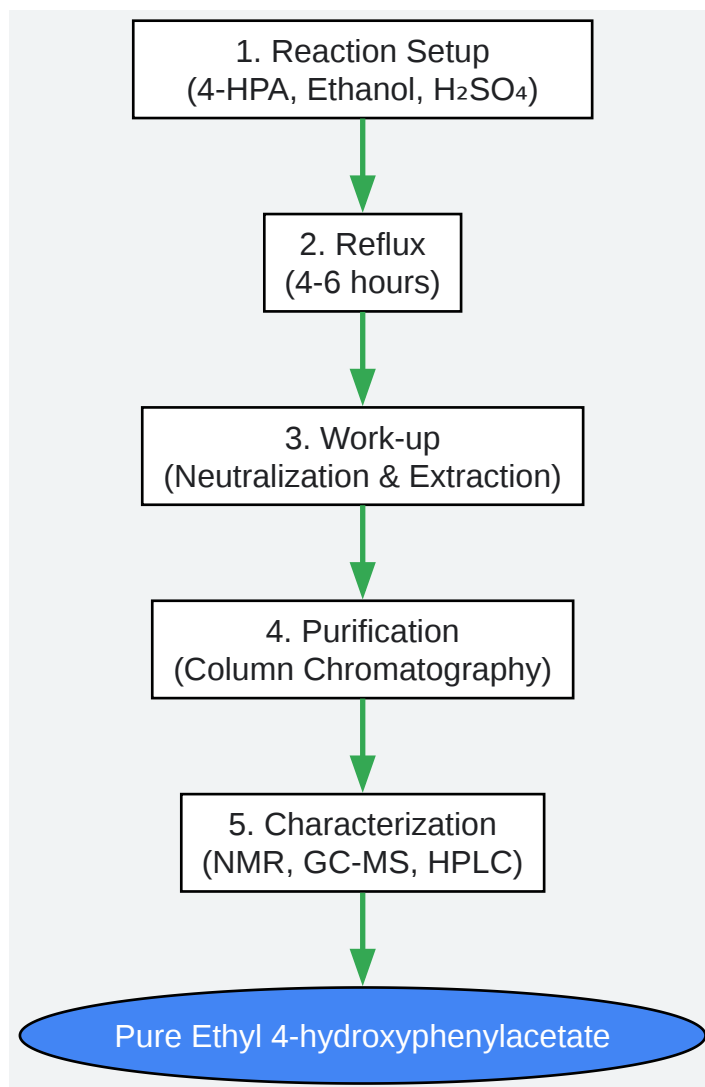 1. Reaction Setup
(4-HPA, Ethanol, H₂SO₄)
2. Reflux
(4-6 hours)
3. Work-up
(Neutralization & Extraction)
4. Purification
(Column Chromatography)
5. Characterization
(NMR, GC-MS, HPLC)
Pure Ethyl 4-hydroxyphenylacetate